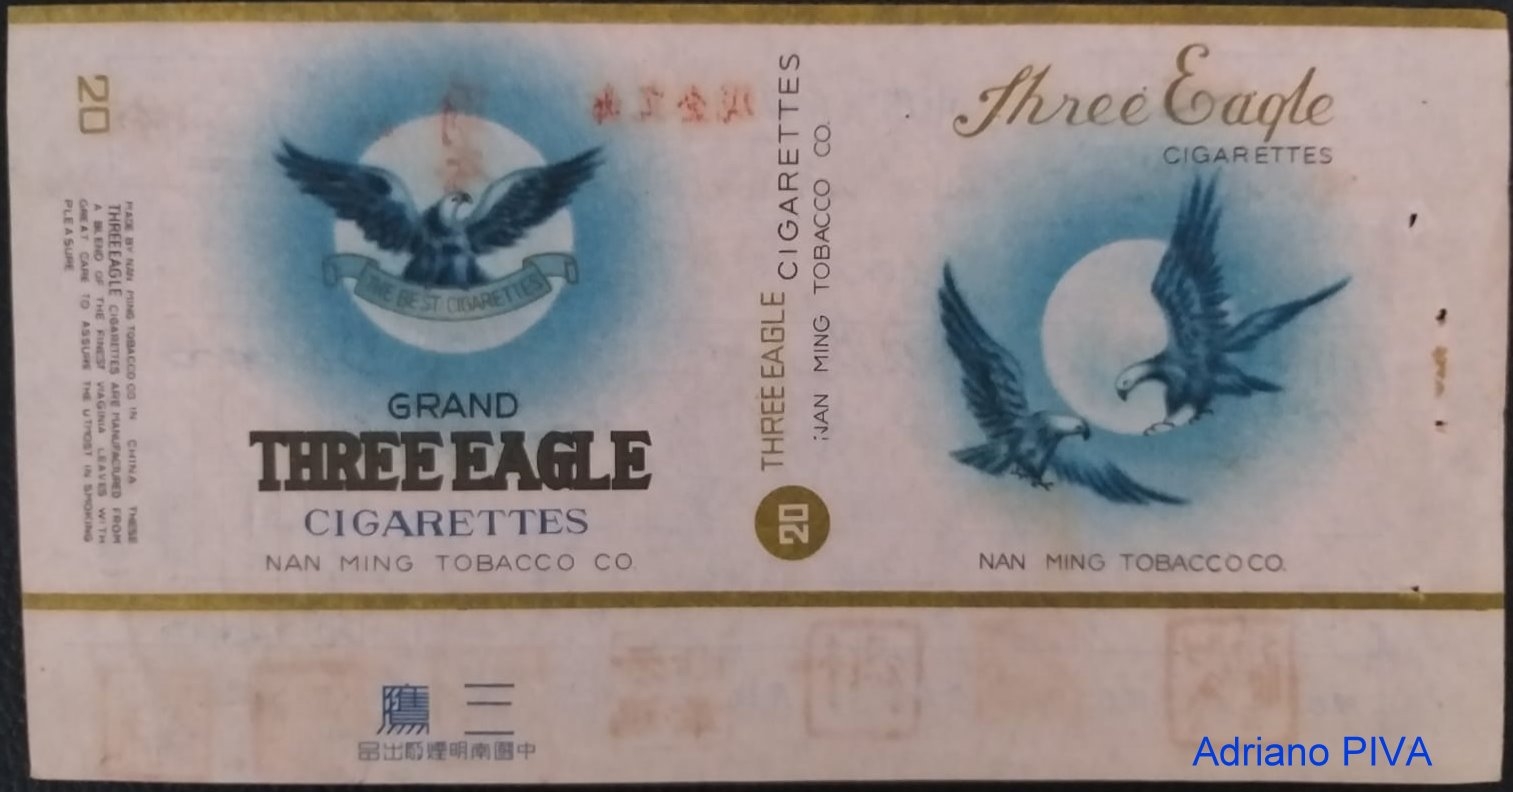 20
MADE BY NAN MING TOBACCO CO IN CHINA THESE
THREE EAGLE CIGARETTES ARE MANUFACTURED FROM
A BLEND OF THE FINEST VIAGINIA LEAVES WITH
GREAT CARE TO ASSURE THE UTMOST IN SMOKING
PLEASURE
THE BEST CIGARETTES
GRAND
THREE EAGLE
CIGARETTES
NAN MING TOBACCO CO.
THREE EAGLE CIGARETTES
NAN MING TOBACCO CO.
20
Three Eagle
CIGARETTES
NAN MING TOBACCO CO.
三鷹
中國南明煙廠出品
Adriano PIVA